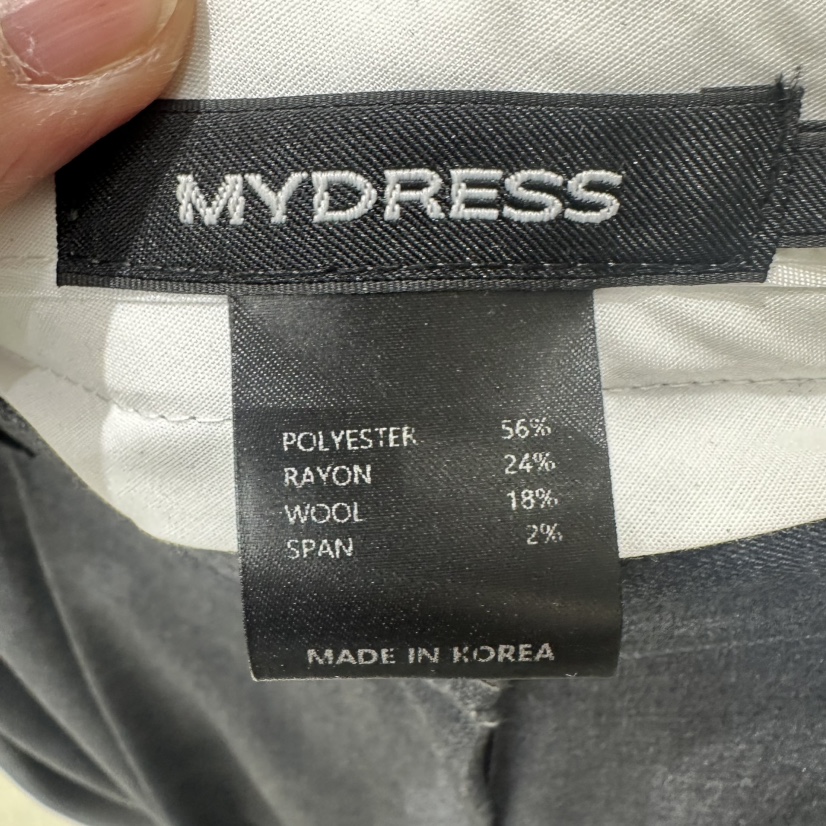 MYDRESS
POLYESTER 56%
RAYON 24%
WOOL 18%
SPAN 2%
MADE IN KOREA